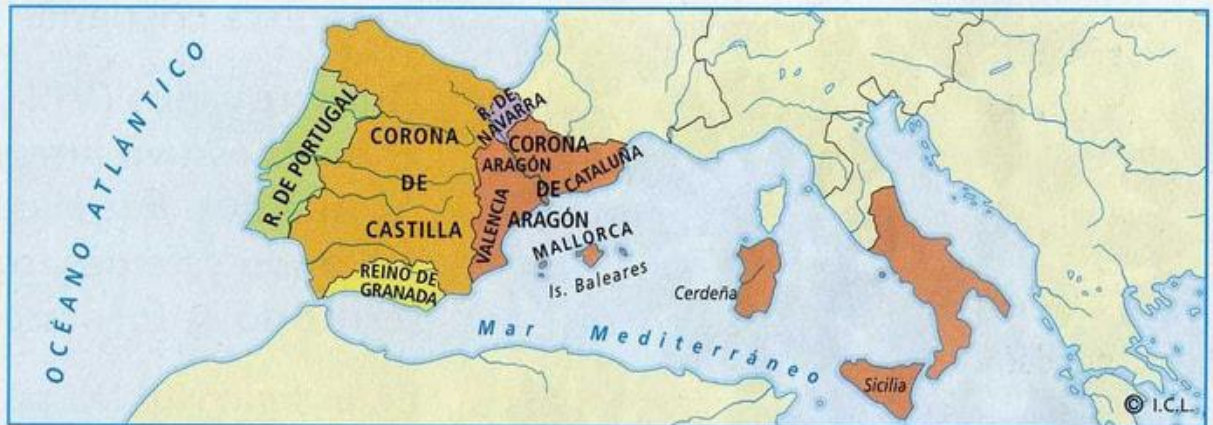 OCÉANO ATLÁNTICO
R. DE PORTUGAL
CORONA
DE
CASTILLA
REINO DE
GRANADA
R. DE
NAVARRA
CORONA
ARAGÓN
DE CATALUÑA
VALENCIA
ARAGÓN
MALLORCA
Is. Baleares
Cerdeña
Mar Mediterráneo
Sicilia
© I.C.L.